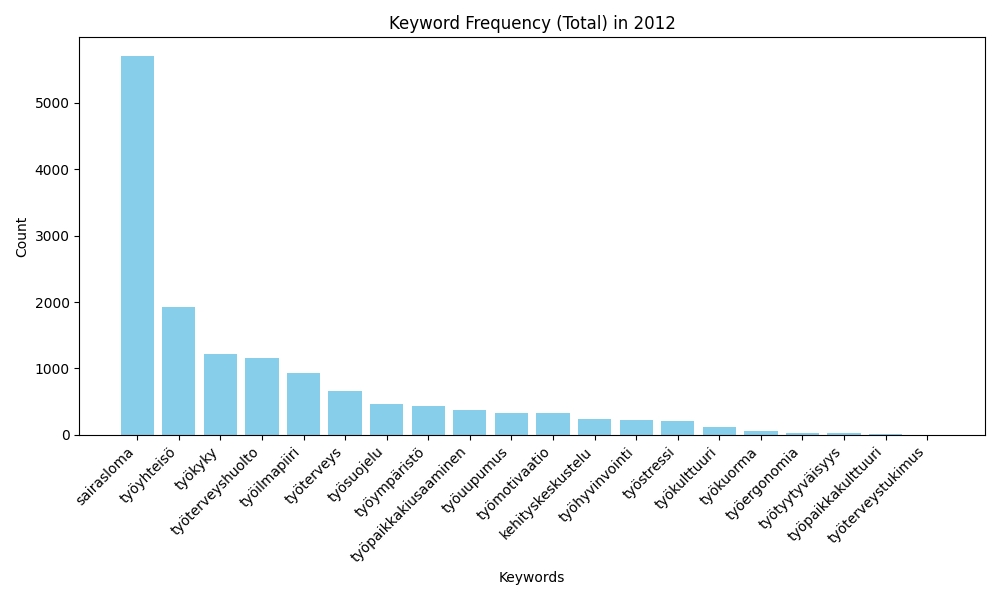 Keyword Frequency (Total) in 2012
Count
5000
4000
3000
2000
1000
0
sairasloma
työyhteisö
työkyky
työterveyshuolto
työilmapiiri
työterveys
työsuojelu
työympäristö
työpaikkakiusaaminen
työuupumus
työmotivaatio
kehityskeskustelu
työhyvinvointi
työstressi
työkulttuuri
työkuorma
työergonomia
työtyytyväisyys
työpaikkakulttuuri
työterveystukimus
Keywords